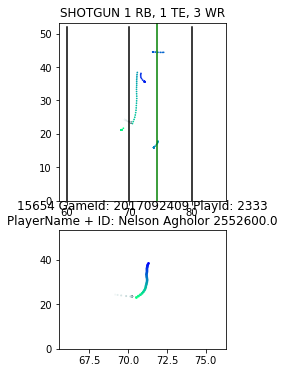 SHOTGUN 1 RB, 1 TE, 3 WR
50
40
30
20
10
0
60 70 80
15654 GameId: 2017092409 PlayId: 2333
PlayerName + ID: Nelson Agholor 2552600.0
40
20
0
67.5 70.0 72.5 75.0